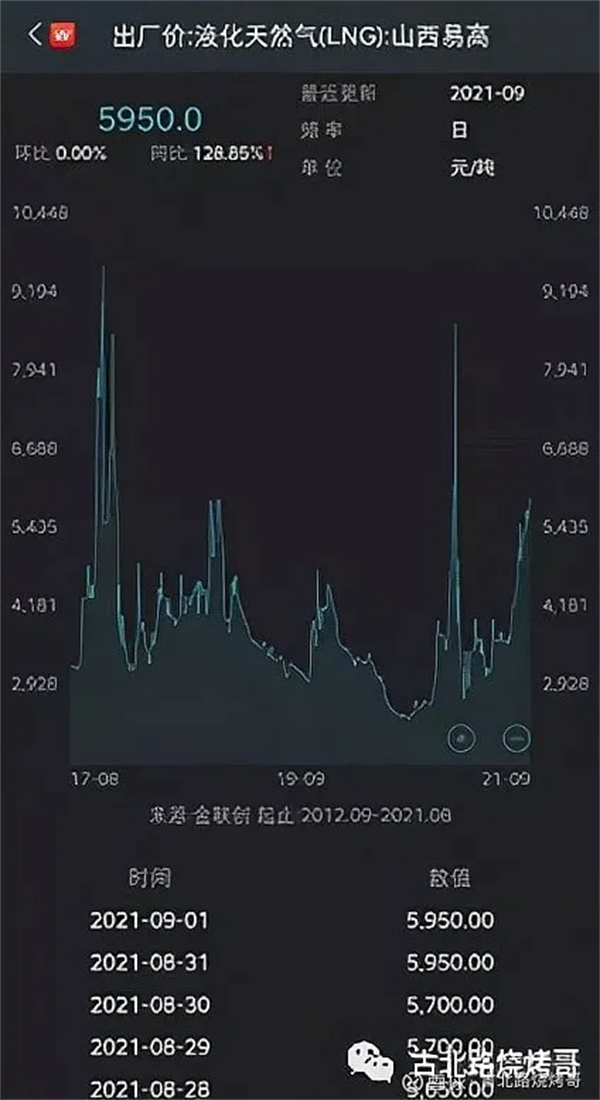 出厂价:液化天然气(LNG):山西易高
5950.0
环比 0.00% 同比 128.85%↑
最近更新 2021-09
频率 日
单位 元/吨
10,448 10,448
9,194 9,194
7,941 7,941
6,688 6,688
5,435 5,435
4,181 4,181
2,928 2,928
17-08 19-09 21-09
来源 金联创 起止 2012.09-2021.08
时间 数值
2021-09-01 5,950.00
2021-08-31 5,950.00
2021-08-30 5,700.00
2021-08-29 5,700.00
2021-08-28
古北路烧烤哥
古北路烧烤哥